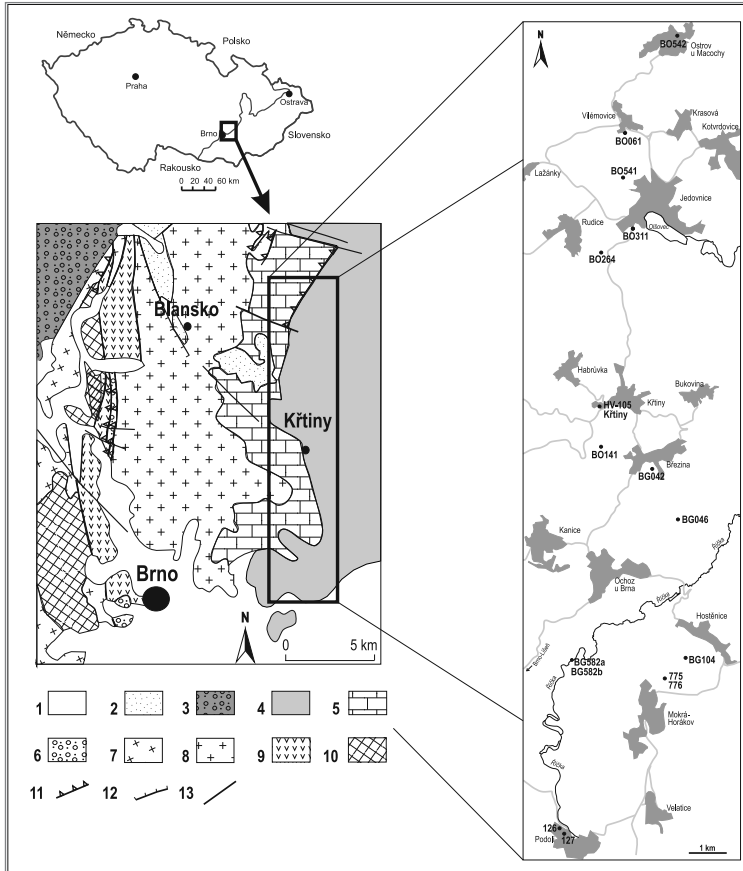 Německo
Polsko
Praha
Ostrava
Brno
Slovensko
Rakousko
0 20 40 60 km
Blansko
Křtiny
Brno
N
0 5 km
1
2
3
4
5
6
7
8
9
10
11
12
13
N
BO542
Ostrov
u Macochy
Vilémovice
Krasová
Kotvrdovice
BO061
Lažánky
BO541
Jedovnice
Olšovec
Rudice
BO311
BO264
Habrůvka
Bukovina
HV-105
Křtiny
Křtiny
BO141
Březina
BG042
BG046
Kanice
Říčka
Ochoz
u Brna
Říčka
Hostěnice
Brno-Líšeň
BG582a
BG582b
BG104
Říčka
775
776
Mokrá-
Horákov
Říčka
Velatice
126
127
Podolí
1 km